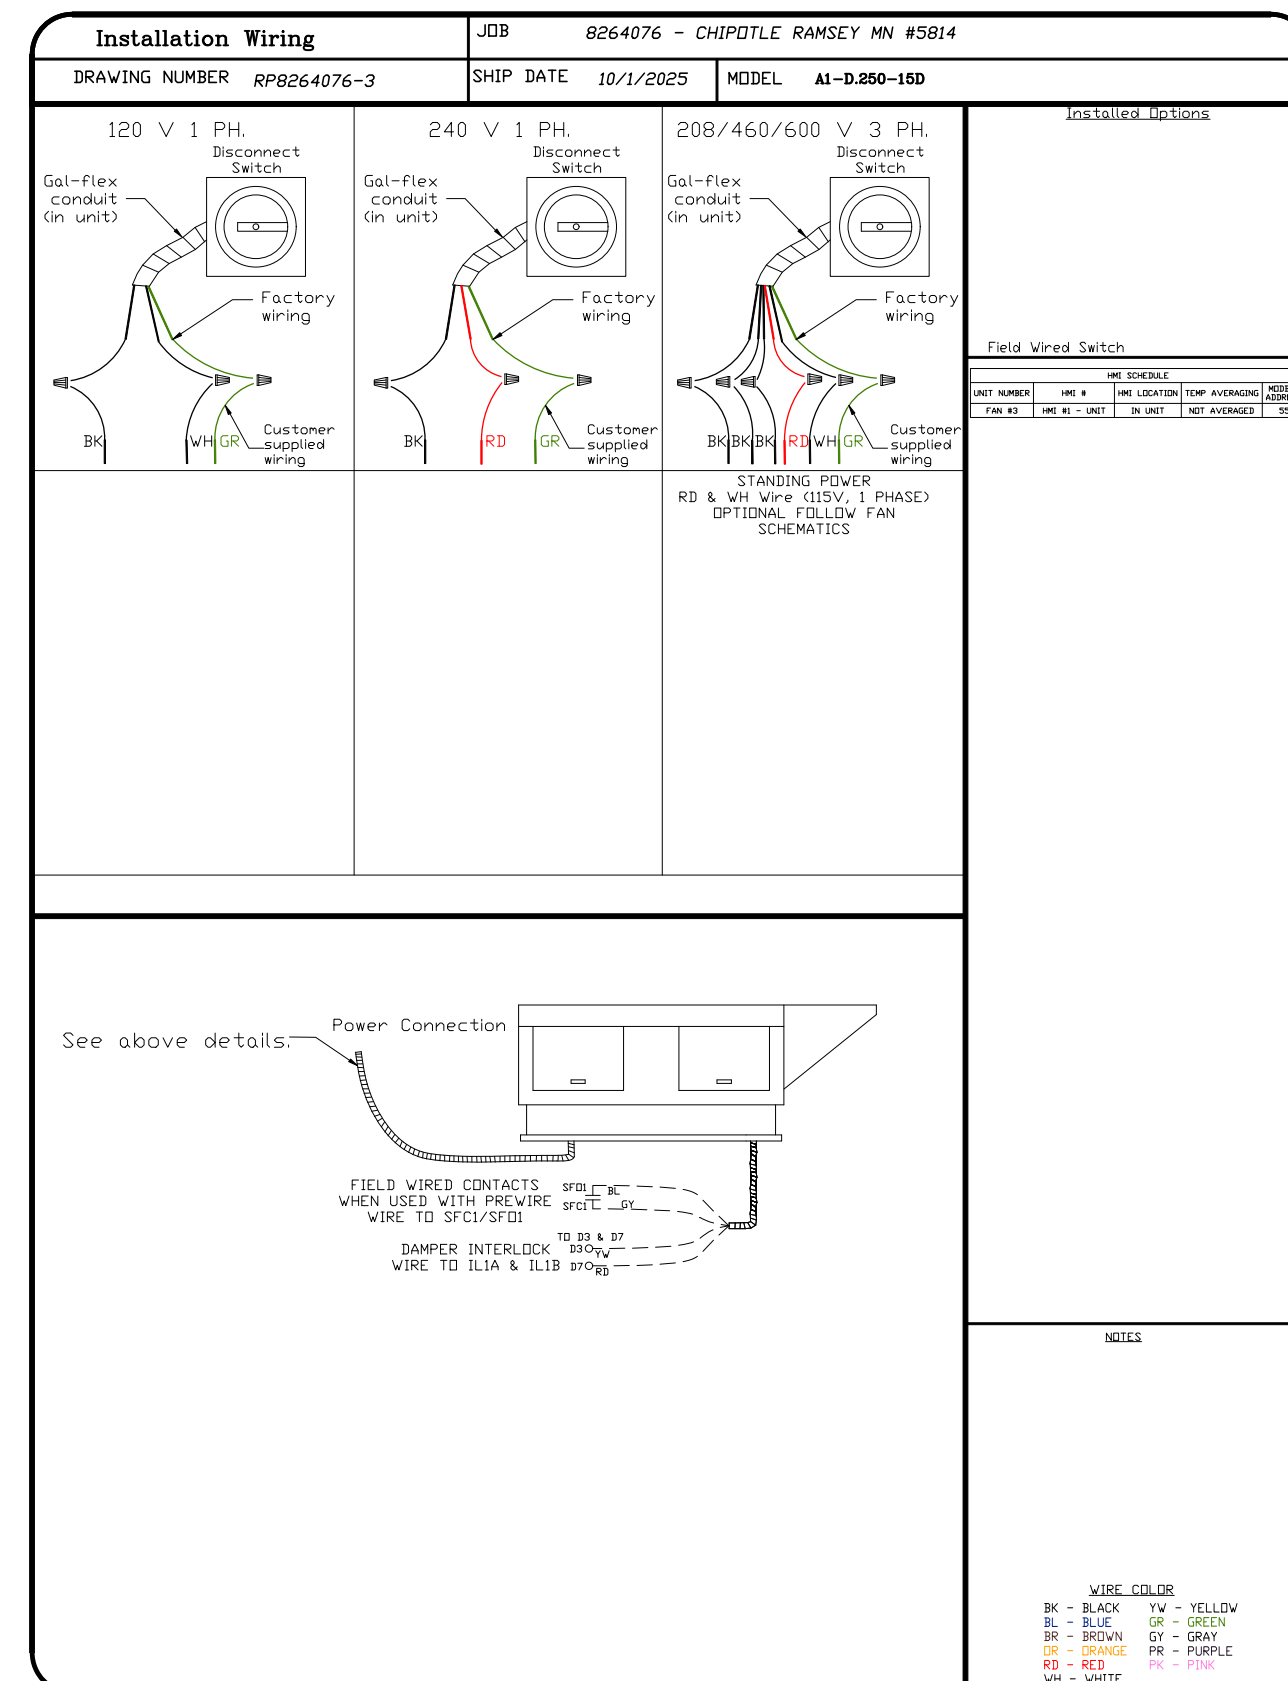 Installation Wiring
JOB 8264076 - CHIPOTLE RAMSEY MN #5814
DRAWING NUMBER RP8264076-3
SHIP DATE 10/1/2025
MODEL A1-D.250-15D
120 V 1 PH.
Disconnect
Switch
Gal-flex
conduit
(in unit)
Factory
wiring
BK
WH
GR
Customer
supplied
wiring
240 V 1 PH.
Disconnect
Switch
Gal-flex
conduit
(in unit)
Factory
wiring
BK
RD
GR
Customer
supplied
wiring
208/460/600 V 3 PH.
Disconnect
Switch
Gal-flex
conduit
(in unit)
Factory
wiring
BK
BK
BK
RD
WH
GR
Customer
supplied
wiring
STANDING POWER
RD & WH Wire (115V, 1 PHASE)
OPTIONAL FOLLOW FAN
SCHEMATICS
Installed Options
Field Wired Switch
HMI SCHEDULE
UNIT NUMBER HMI # HMI LOCATION TEMP AVERAGING
FAN #3 HMI #1 - UNIT IN UNIT NOT AVERAGED 55
See above details.
Power Connection
FIELD WIRED CONTACTS
WHEN USED WITH PREWIRE
WIRE TO SFC1/SFO1
SFO1 BL
SFC1 GY
TO D3 & D7
DAMPER INTERLOCK
WIRE TO IL1A & IL1B
D3 YW
D7 RD
NOTES
WIRE COLOR
BK - BLACK YW - YELLOW
BL - BLUE GR - GREEN
BR - BROWN GY - GRAY
OR - ORANGE PR - PURPLE
RD - RED PK - PINK
WH - WHITE